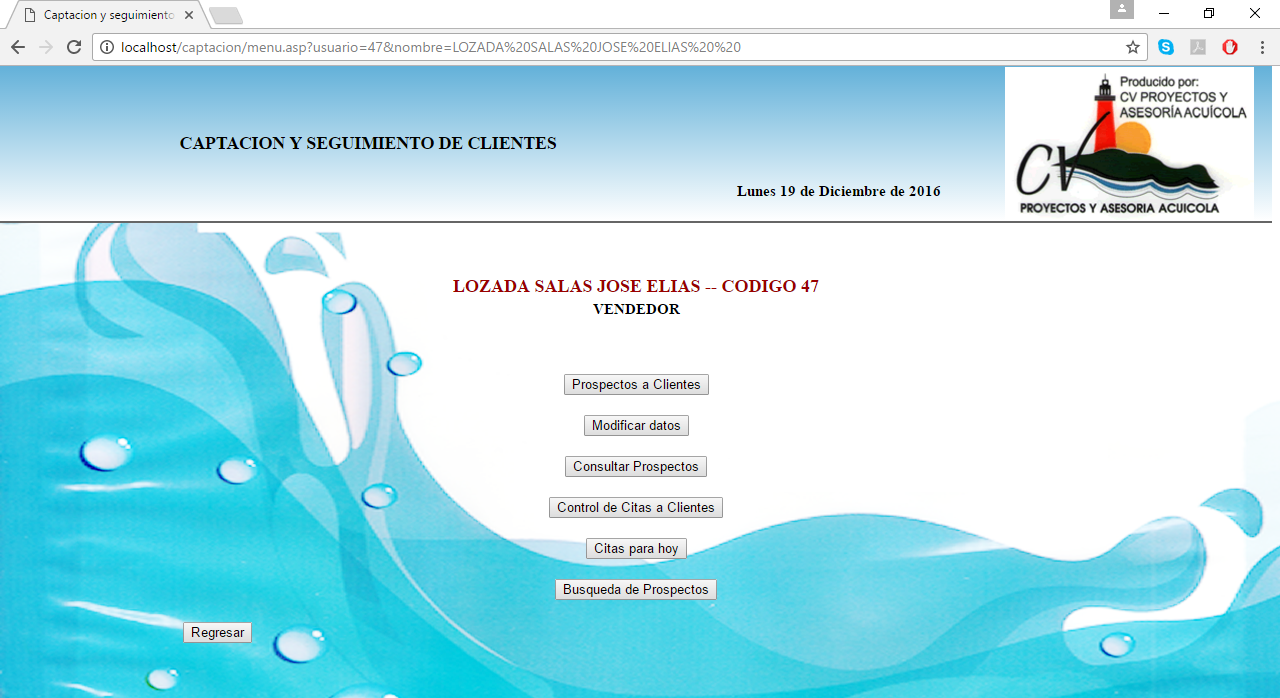 Captacion y seguimiento
localhost/captacion/menu.asp?usuario=47&nombre=LOZADA%20SALAS%20JOSE%20ELIAS%20%20
Producido por:
CV PROYECTOS Y
ASESORÍA ACUÍCOLA
CV
PROYECTOS Y ASESORIA ACUICOLA
CAPTACION Y SEGUIMIENTO DE CLIENTES
Lunes 19 de Diciembre de 2016
LOZADA SALAS JOSE ELIAS -- CODIGO 47
VENDEDOR
Prospectos a Clientes
Modificar datos
Consultar Prospectos
Control de Citas a Clientes
Citas para hoy
Busqueda de Prospectos
Regresar